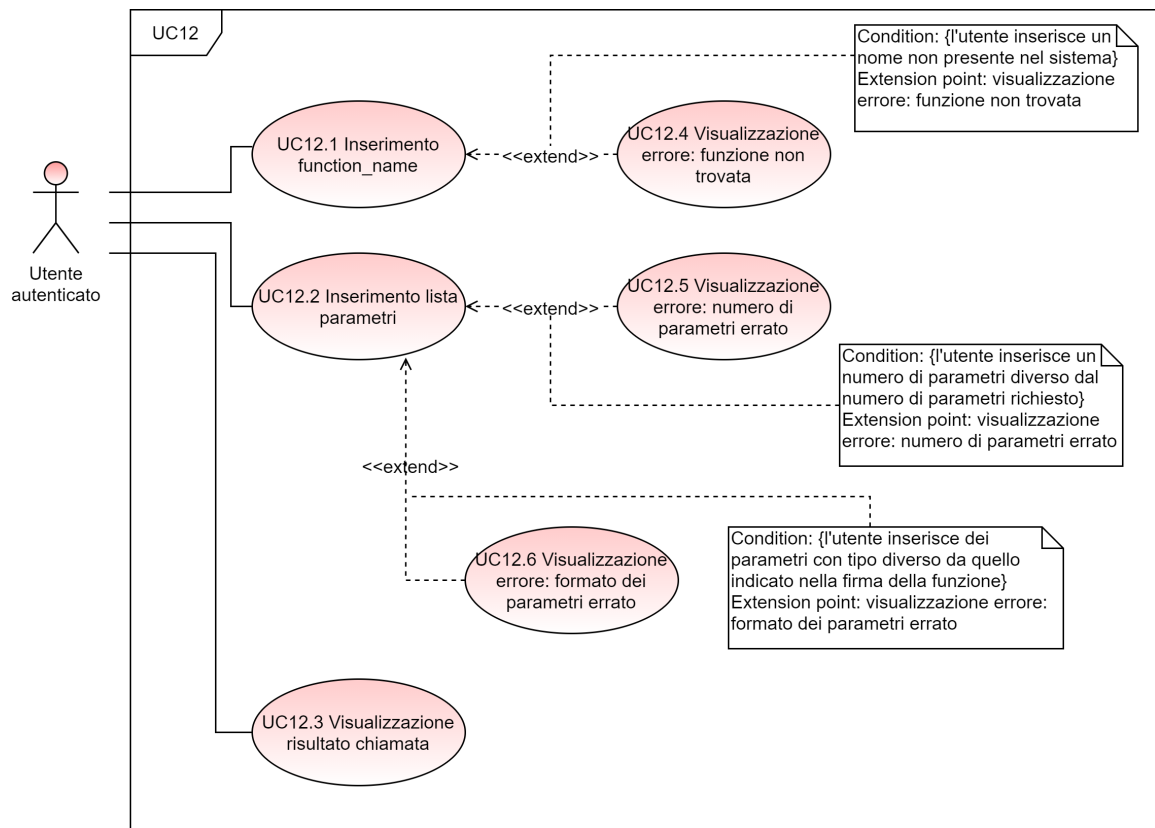 UC12
Condition: {l'utente inserisce un
nome non presente nel sistema}
Extension point: visualizzazione
errore: funzione non trovata
UC12.1 Inserimento
function_name
<<extend>>
UC12.4 Visualizzazione
errore: funzione non
trovata
Utente
autenticato
UC12.2 Inserimento lista
parametri
<<extend>>
UC12.5 Visualizzazione
errore: numero di
parametri errato
Condition: {l'utente inserisce un
numero di parametri diverso dal
numero di parametri richiesto}
Extension point: visualizzazione
errore: numero di parametri errato
<<extend>>
UC12.6 Visualizzazione
errore: formato dei
parametri errato
Condition: {l'utente inserisce dei
parametri con tipo diverso da quello
indicato nella firma della funzione}
Extension point: visualizzazione errore:
formato dei parametri errato
UC12.3 Visualizzazione
risultato chiamata